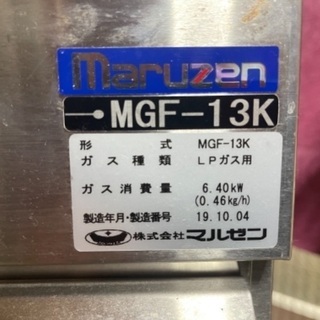 maruzen
MGF-13K
形式 MGF-13K
ガス種類 LPガス用
ガス消費量 6.40kW
(0.46kg/h)
製造年月・製造番号 19.10.04
株式会社マルゼン